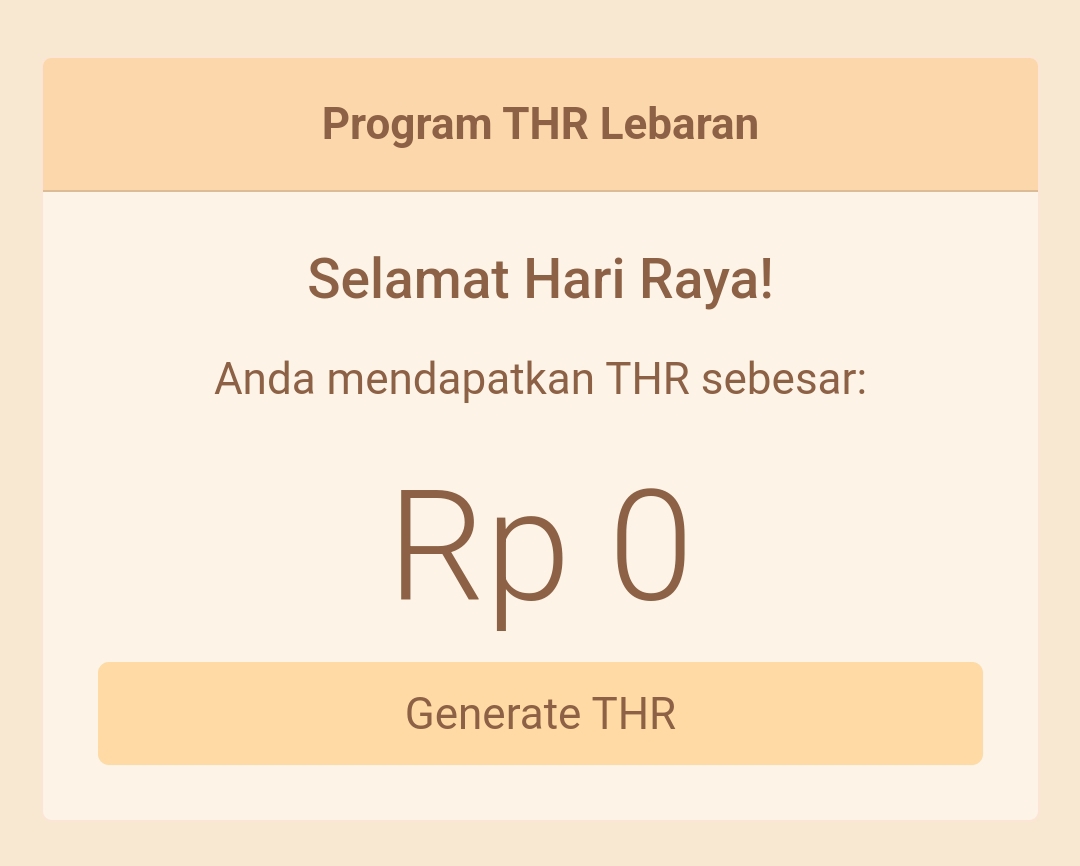 Program THR Lebaran
Selamat Hari Raya!
Anda mendapatkan THR sebesar:
Rp 0
Generate THR